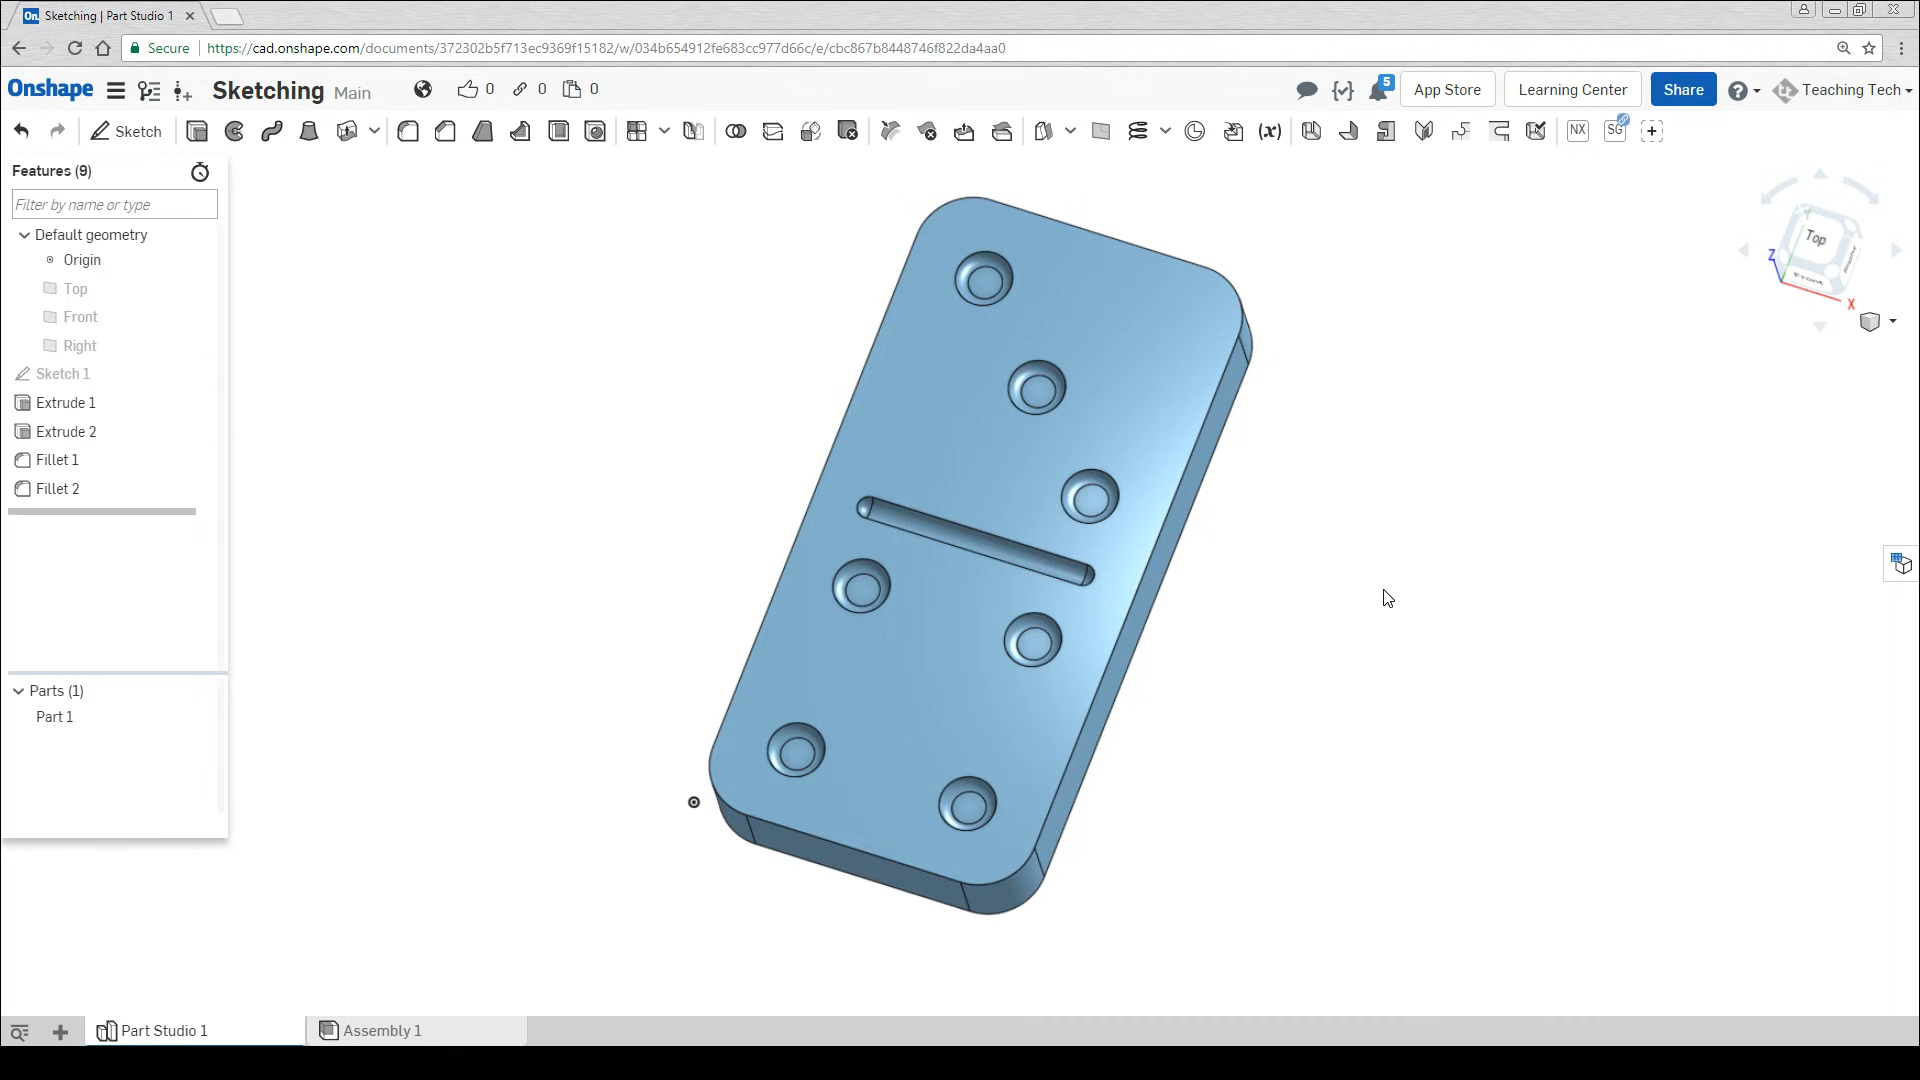 Sketching | Part Studio 1
Secure
https://cad.onshape.com/documents/372302b5f713ec9369f15182/w/034b654912fe683cc977d66c/e/cbc867b8448746f822da4aa0
Onshape
Sketching Main
0 0 0
5
App Store
Learning Center
Share
Teaching Tech
Sketch
(x)
NX
SG
Features (9)
Filter by name or type
Default geometry
Origin
Top
Front
Right
Sketch 1
Extrude 1
Extrude 2
Fillet 1
Fillet 2
Parts (1)
Part 1
Y
Top
Z
Front
X
Part Studio 1
Assembly 1